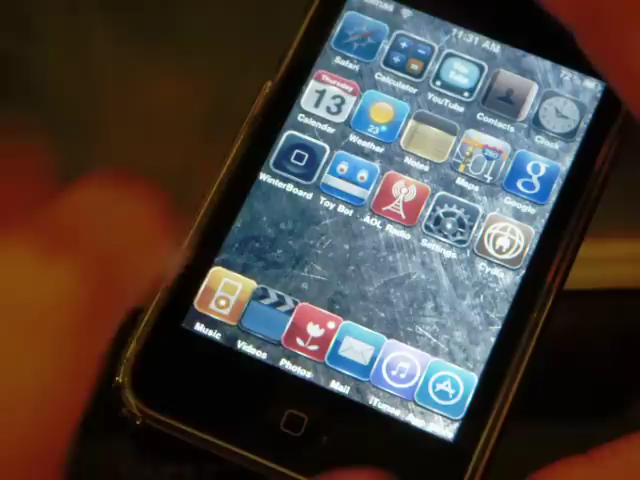 11:31 AM
Safari Calculator YouTube Contacts Clock
Thursday
13
Calendar Weather Notes Maps Google
23°
WinterBoard Toy Bot AOL Radio Settings Cydia
Music Videos Photos Mail iTunes